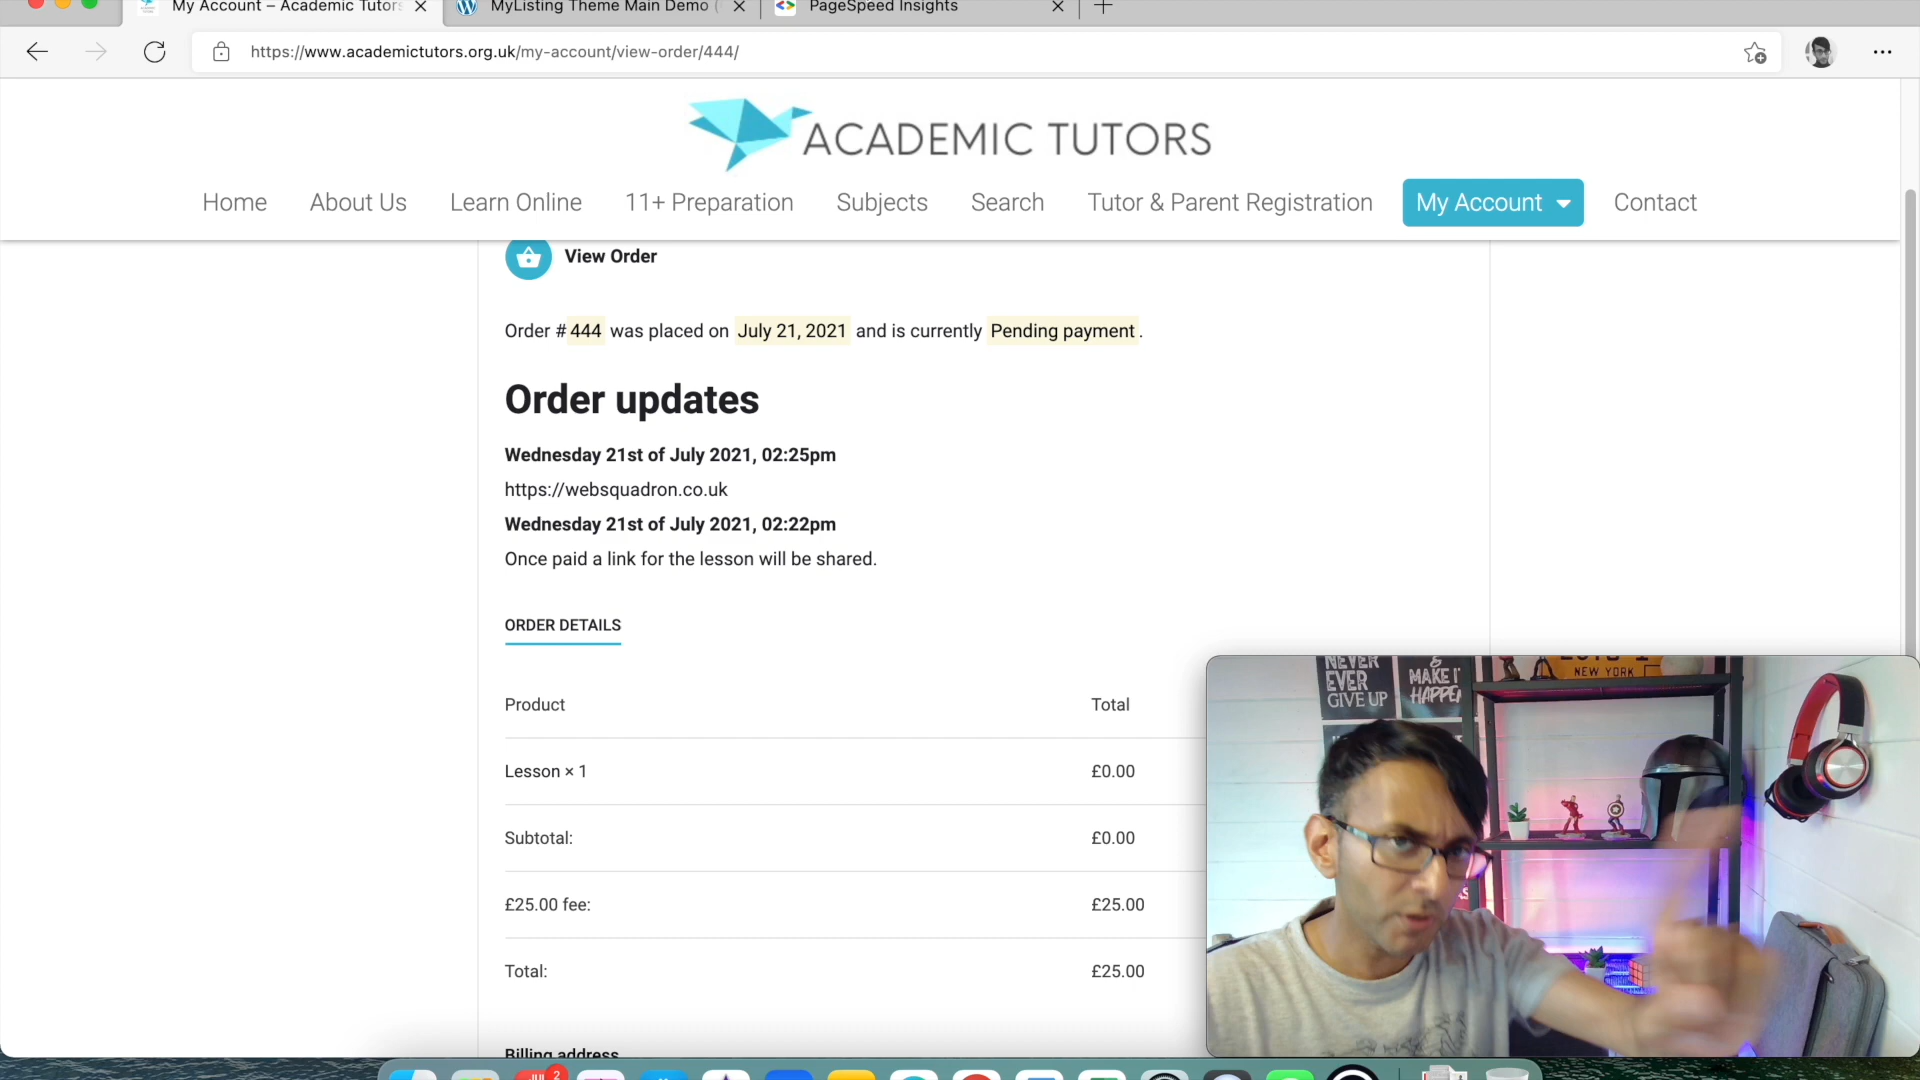 My Account – Academic Tutors
MyListing Theme Main Demo (
PageSpeed Insights
https://www.academictutors.org.uk/my-account/view-order/444/
ACADEMIC TUTORS
Home
About Us
Learn Online
11+ Preparation
Subjects
Search
Tutor & Parent Registration
My Account
Contact
View Order
Order #444 was placed on July 21, 2021 and is currently Pending payment.
Order updates
Wednesday 21st of July 2021, 02:25pm
https://websquadron.co.uk
Wednesday 21st of July 2021, 02:22pm
Once paid a link for the lesson will be shared.
ORDER DETAILS
Product Total
Lesson × 1 £0.00
Subtotal: £0.00
£25.00 fee: £25.00
Total: £25.00
Billing address
NEVER
EVER
GIVE UP
&
MAKE IT
HAPPEN
NEW YORK
2